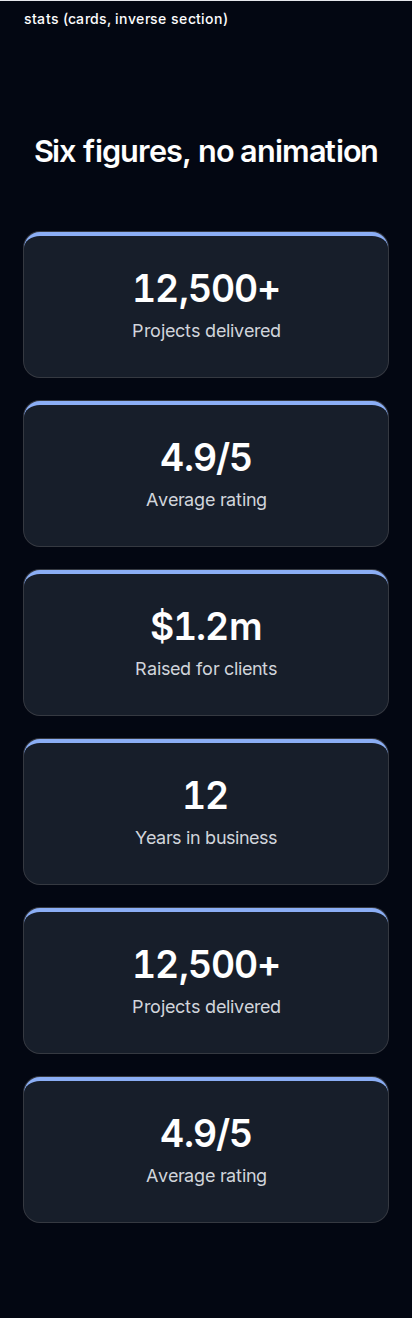 stats (cards, inverse section)
Six figures, no animation
12,500+
Projects delivered
4.9/5
Average rating
$1.2m
Raised for clients
12
Years in business
12,500+
Projects delivered
4.9/5
Average rating